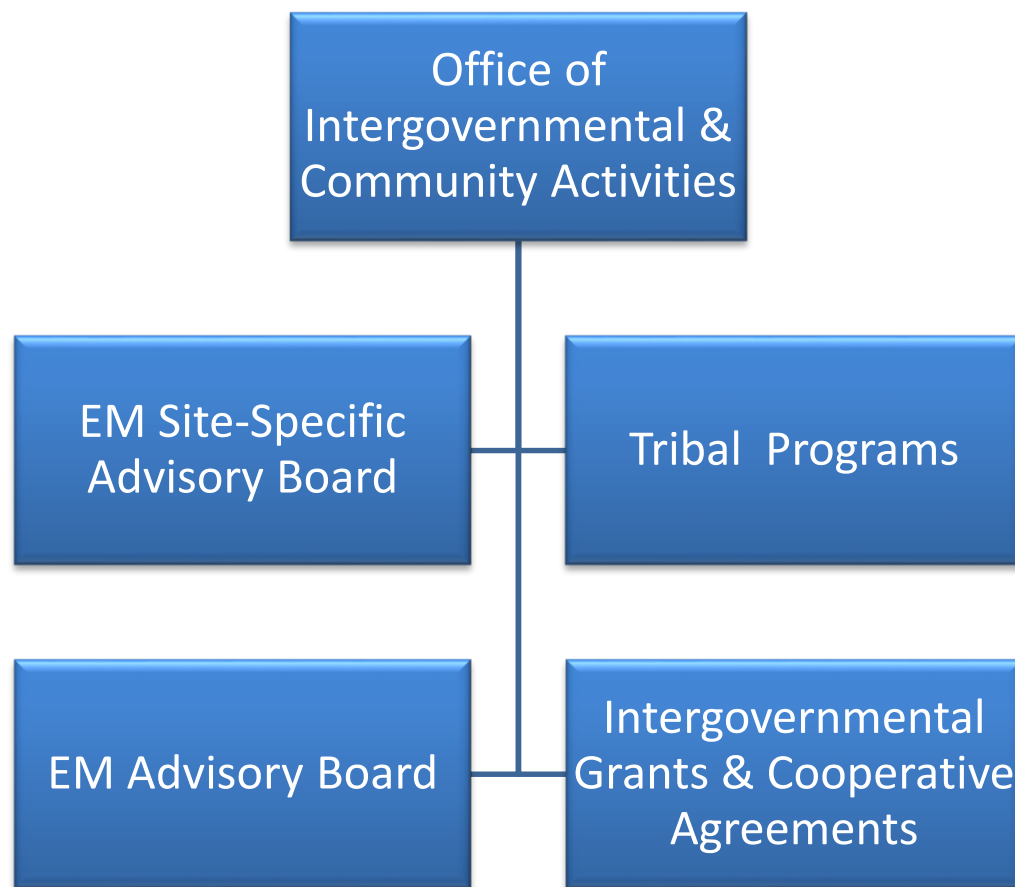 Office of
Intergovernmental &
Community Activities
EM Site-Specific
Advisory Board
Tribal  Programs
EM Advisory Board
Intergovernmental
Grants & Cooperative
Agreements